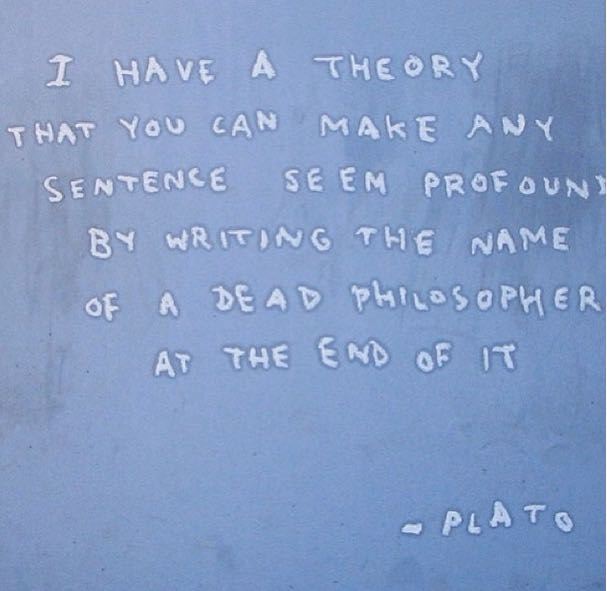 I HAVE A THEORY
THAT YOU CAN MAKE ANY
SENTENCE SEEM PROFOUND
BY WRITING THE NAME
OF A DEAD PHILOSOPHER
AT THE END OF IT
- PLATO